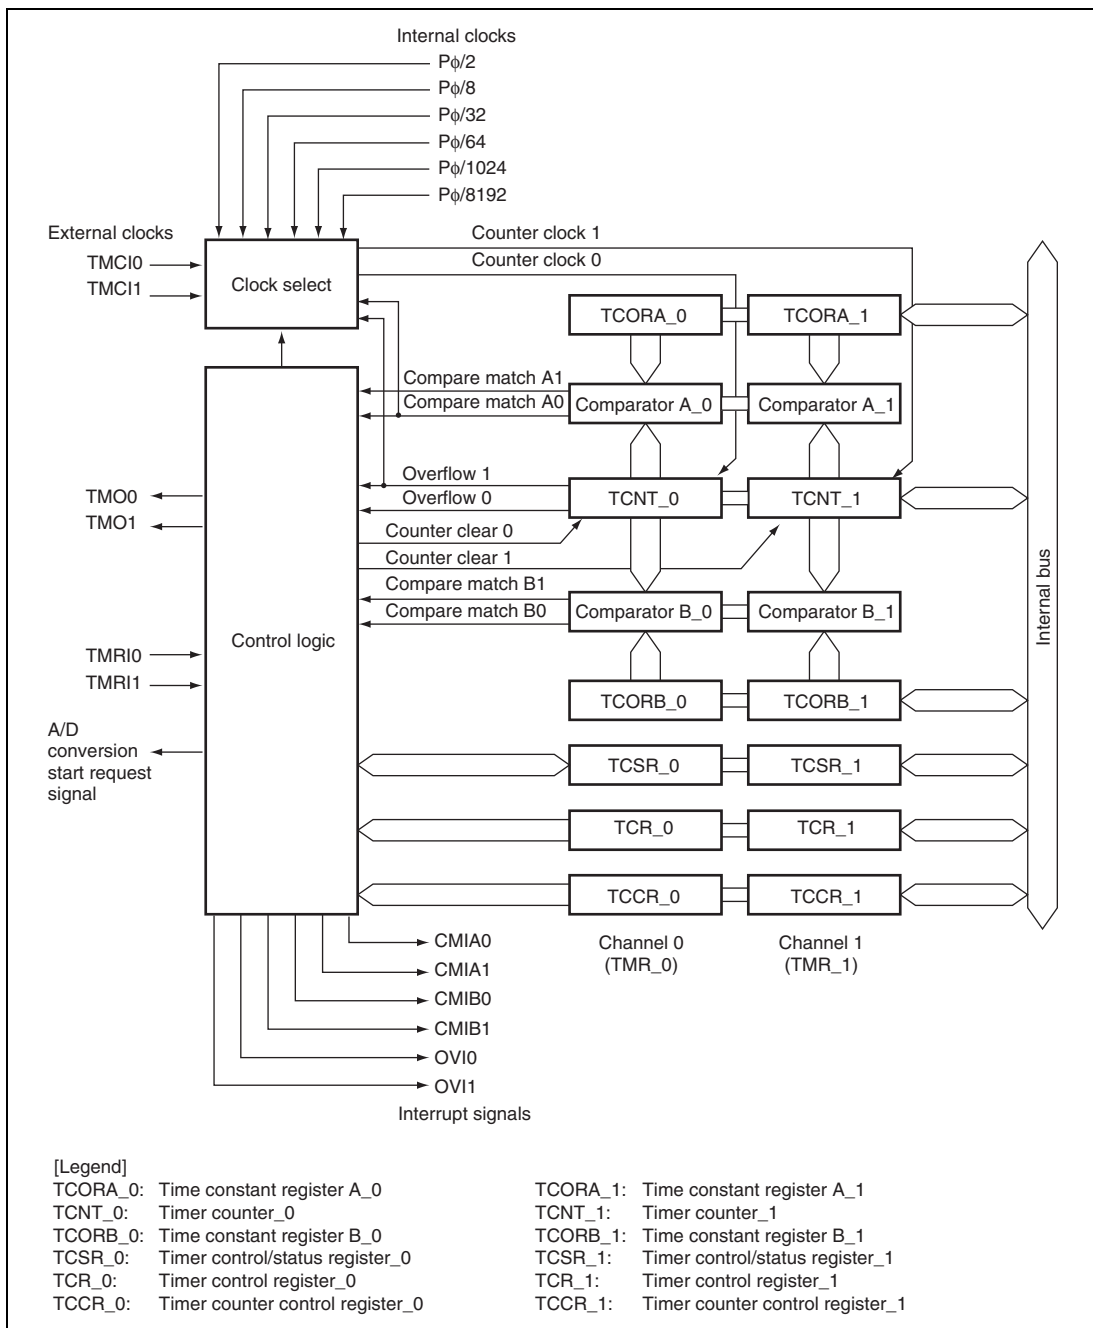 Internal clocks
Pϕ/2
Pϕ/8
Pϕ/32
Pϕ/64
Pϕ/1024
Pϕ/8192
External clocks
TMCI0
TMCI1
Clock select
Counter clock 1
Counter clock 0
TCORA_0
TCORA_1
Compare match A1
Compare match A0
Comparator A_0
Comparator A_1
Overflow 1
Overflow 0
TCNT_0
TCNT_1
Counter clear 0
Counter clear 1
TMO0
TMO1
Compare match B1
Compare match B0
Comparator B_0
Comparator B_1
Control logic
TMRI0
TMRI1
TCORB_0
TCORB_1
A/D
conversion
start request
signal
TCSR_0
TCSR_1
TCR_0
TCR_1
TCCR_0
TCCR_1
Internal bus
Channel 0
(TMR_0)
Channel 1
(TMR_1)
CMIA0
CMIA1
CMIB0
CMIB1
OVI0
OVI1
Interrupt signals
[Legend]
TCORA_0: Time constant register A_0
TCNT_0: Timer counter_0
TCORB_0: Time constant register B_0
TCSR_0: Timer control/status register_0
TCR_0: Timer control register_0
TCCR_0: Timer counter control register_0
TCORA_1: Time constant register A_1
TCNT_1: Timer counter_1
TCORB_1: Time constant register B_1
TCSR_1: Timer control/status register_1
TCR_1: Timer control register_1
TCCR_1: Timer counter control register_1